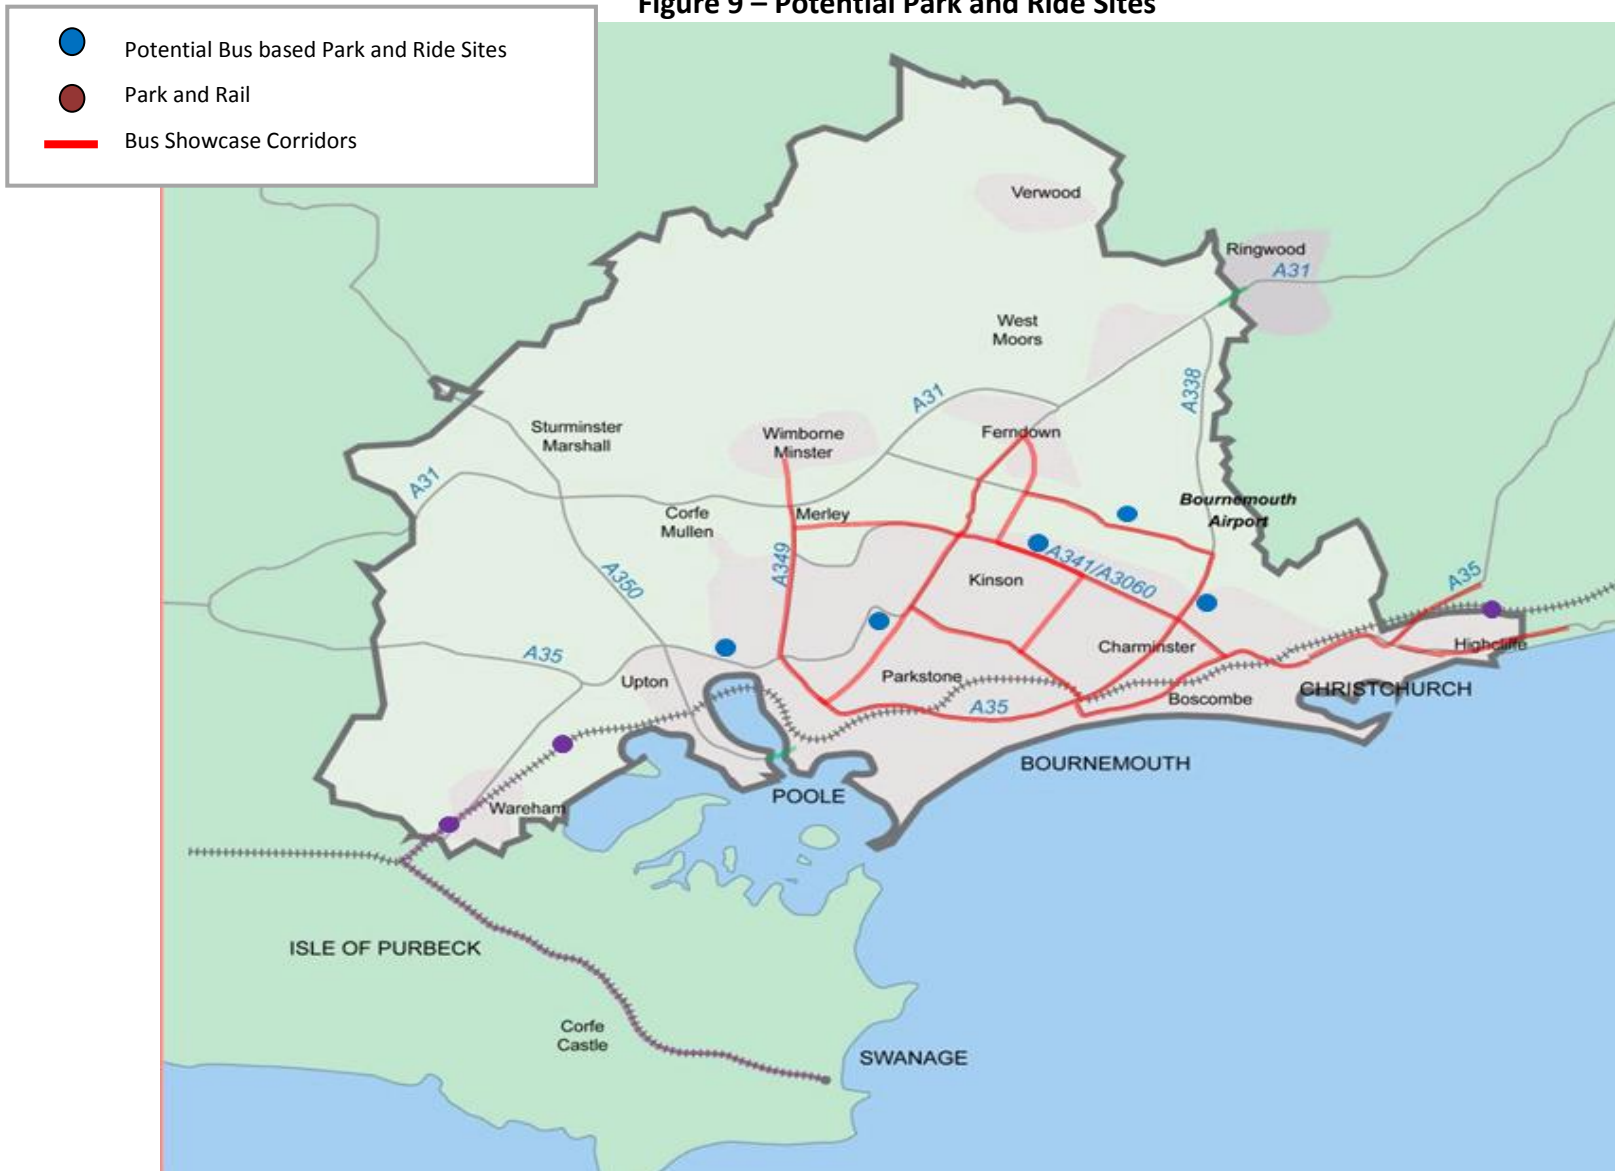 Figure 9 – Potential Park and Ride Sites
Potential Bus based Park and Ride Sites
Park and Rail
Bus Showcase Corridors
Verwood
Ringwood
A31
West
Moors
A338
A31
Sturminster
Marshall
Wimborne
Minster
Ferndown
A31
Bournemouth
Airport
Corfe
Mullen
Merley
A349
A350
Kinson
A341/A3060
A35
A35
Upton
Parkstone
Charminster
Highcliffe
A35
Boscombe
CHRISTCHURCH
BOURNEMOUTH
POOLE
Wareham
ISLE OF PURBECK
Corfe
Castle
SWANAGE